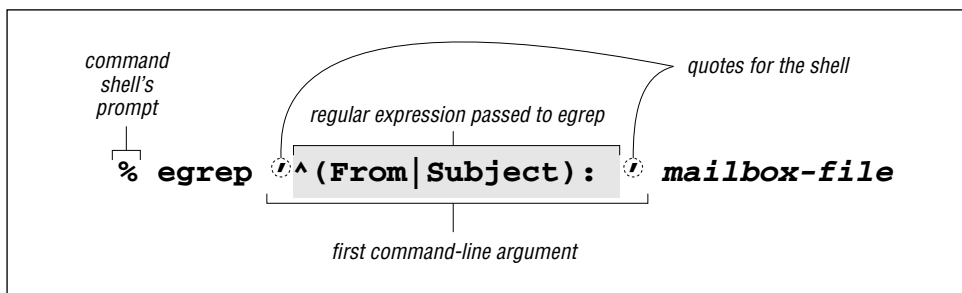 command
shell's
prompt
quotes for the shell
regular expression passed to egrep
% egrep '^(From|Subject): ' mailbox-file
first command-line argument